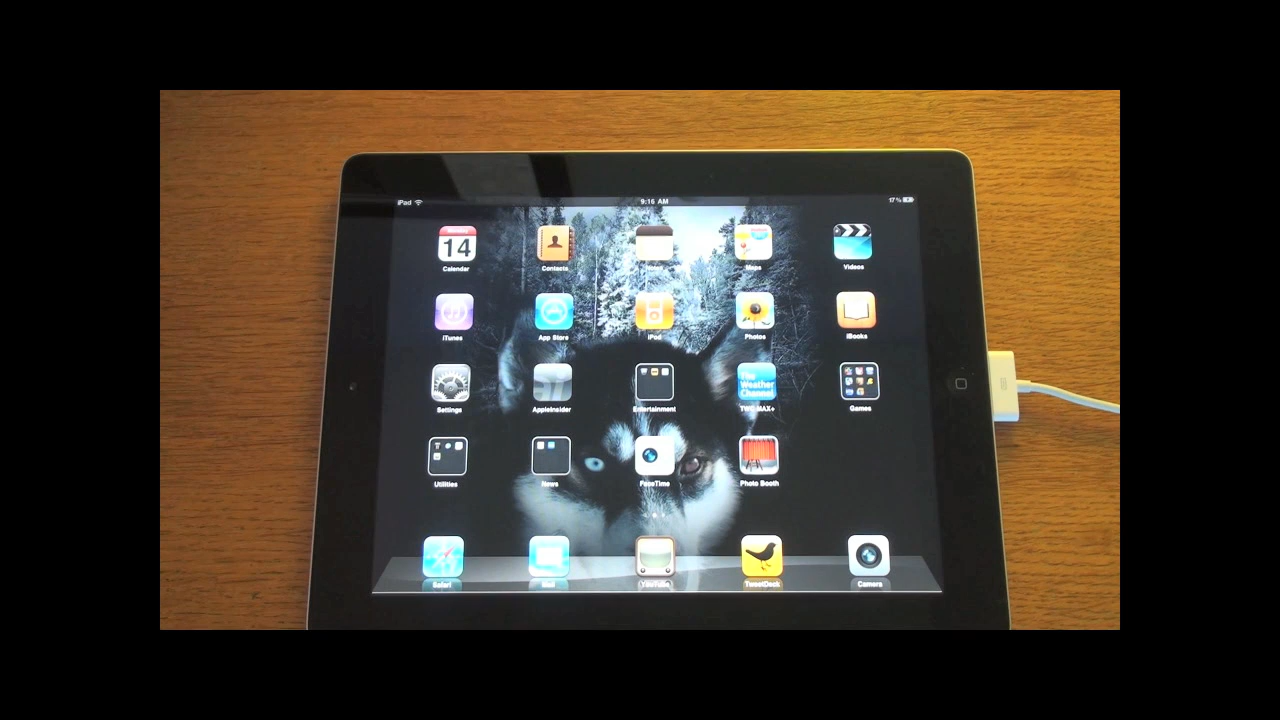 iPad 9:16 AM 17%
Monday
14
Calendar Contacts Maps Videos
iTunes App Store iPod Photos iBooks
The Weather Channel
Settings AppleInsider Entertainment TWC MAX+ Games
Utilities News FaceTime Photo Booth
Safari Mail YouTube TweetDeck Camera